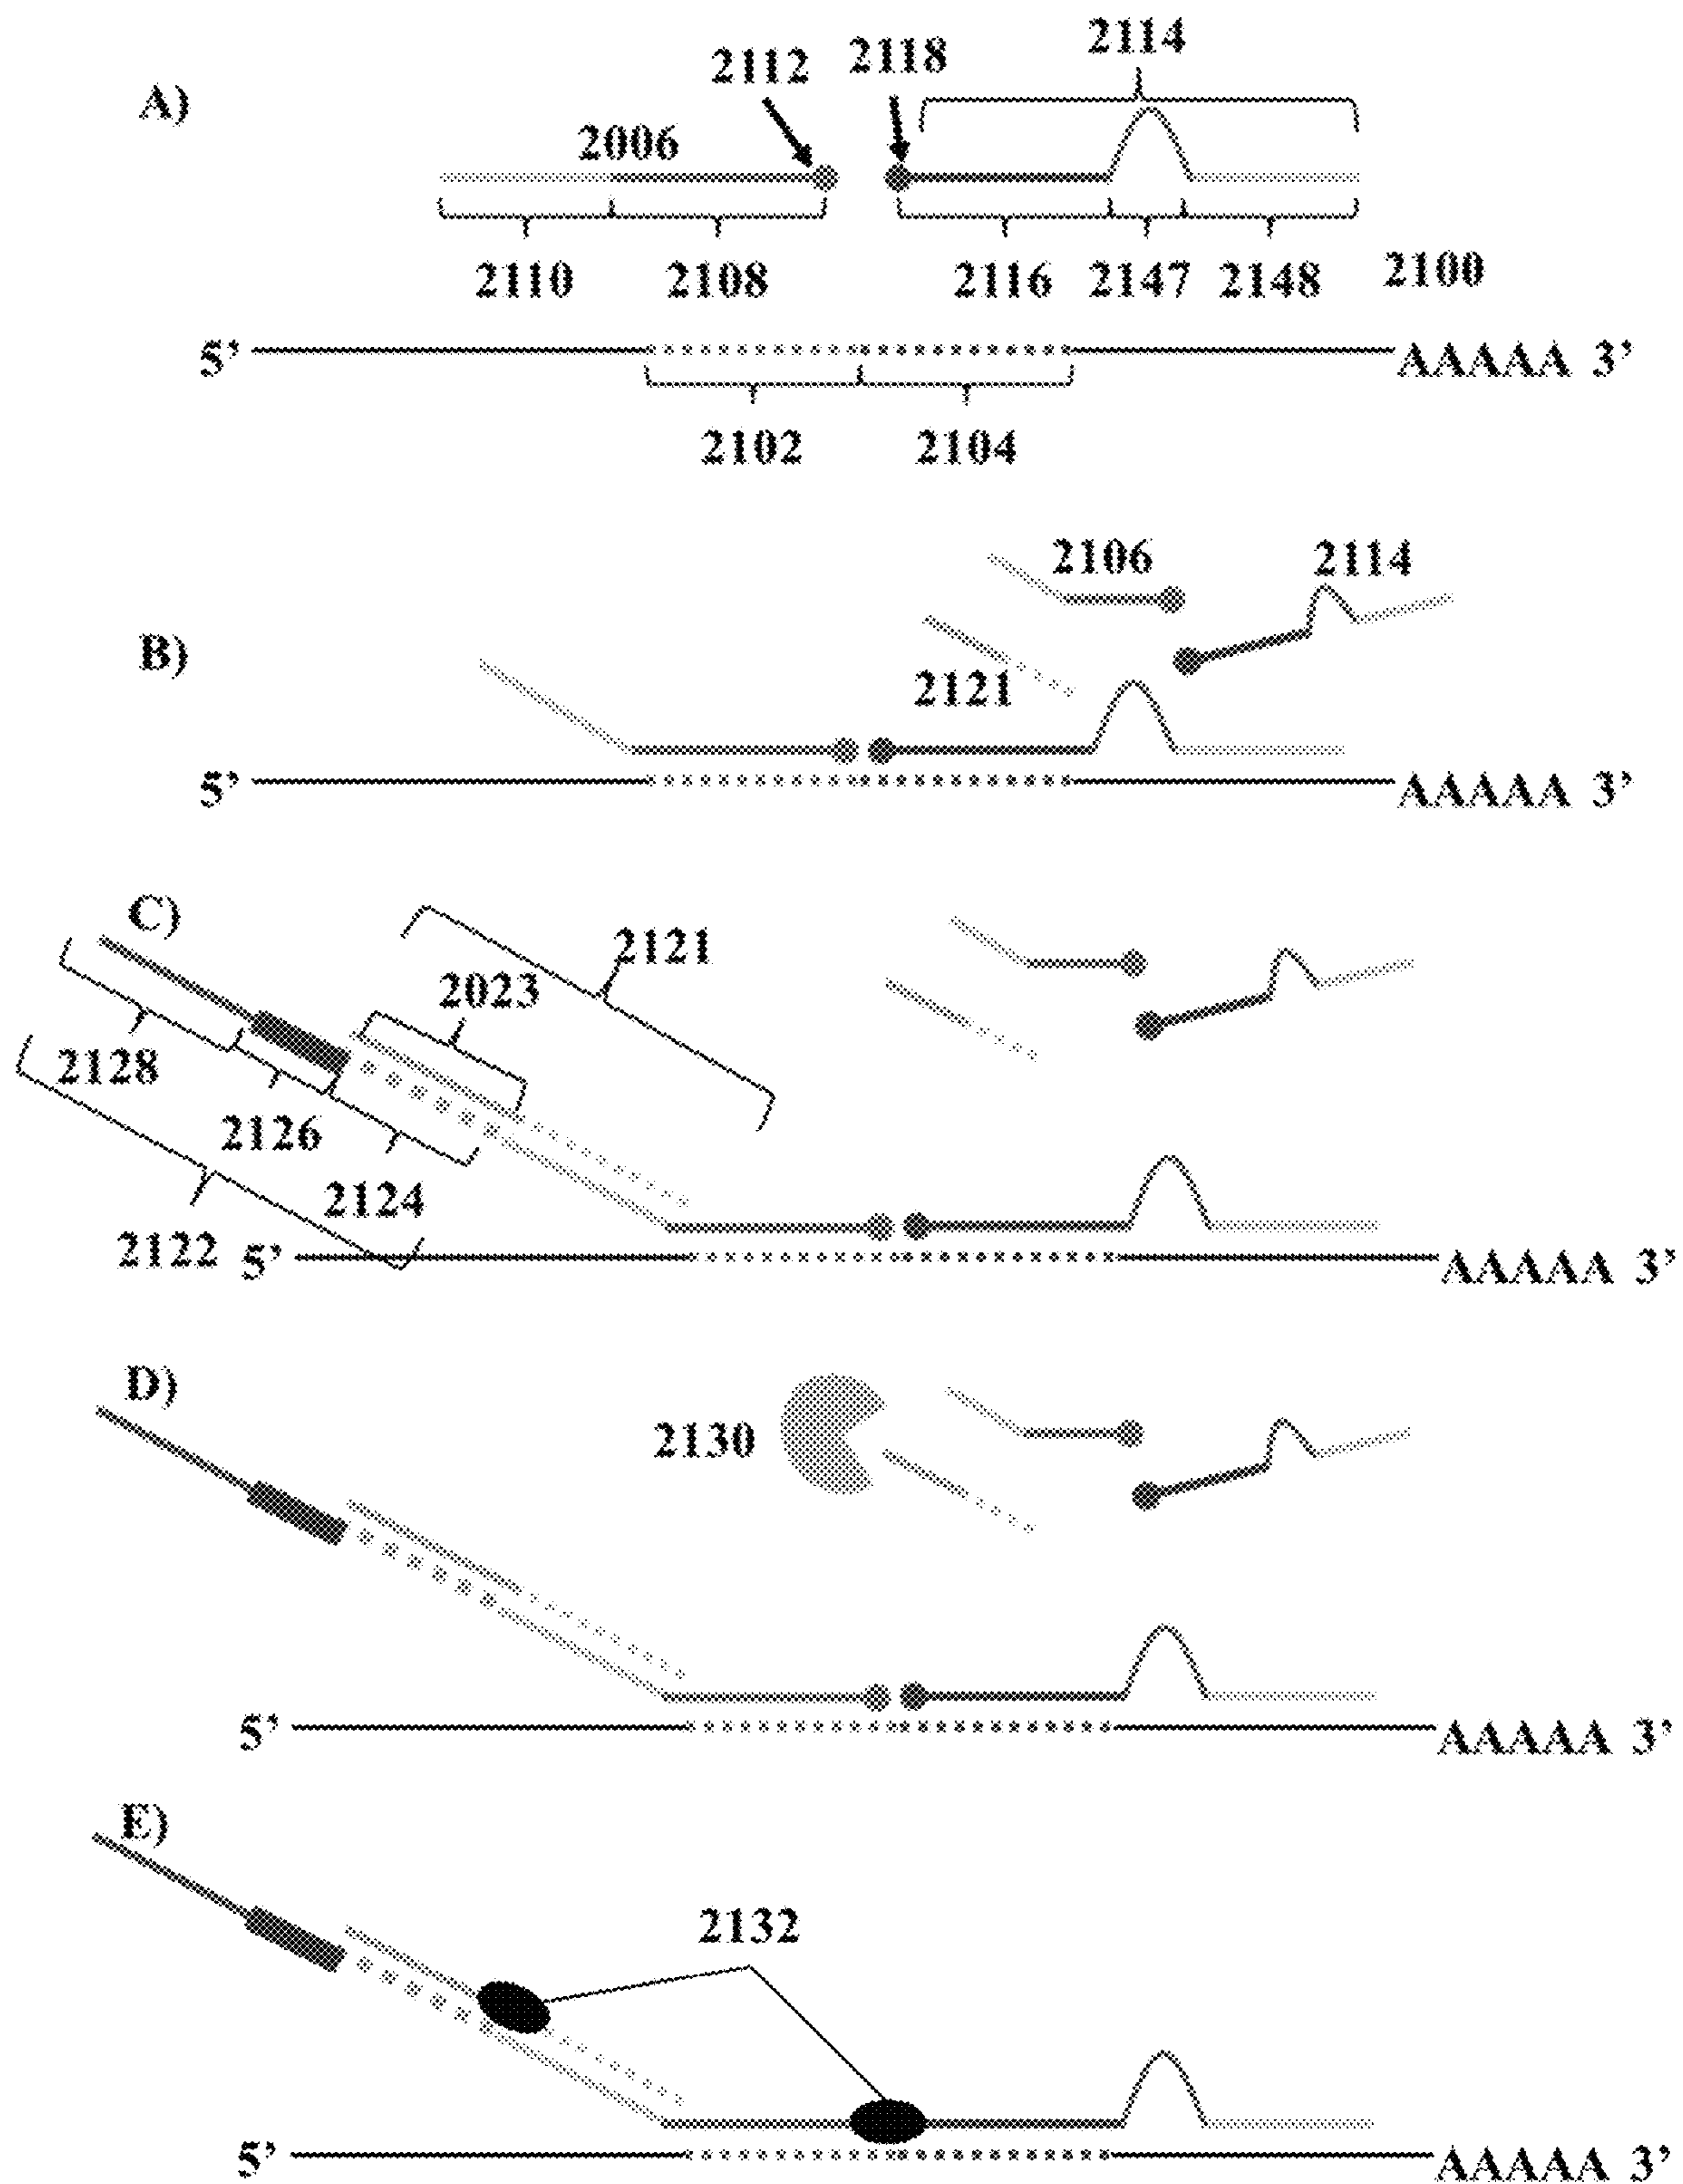 A)
2112 2118 2114
2006
2110 2108 2116 2147 2148 2100
5’ AAAAA 3’
2102 2104
B)
2106 2114
2121
5’ AAAAA 3’
C)
2121
2023
2128
2126
2124
2122
5’ AAAAA 3’
D)
2130
5’ AAAAA 3’
E)
2132
5’ AAAAA 3’